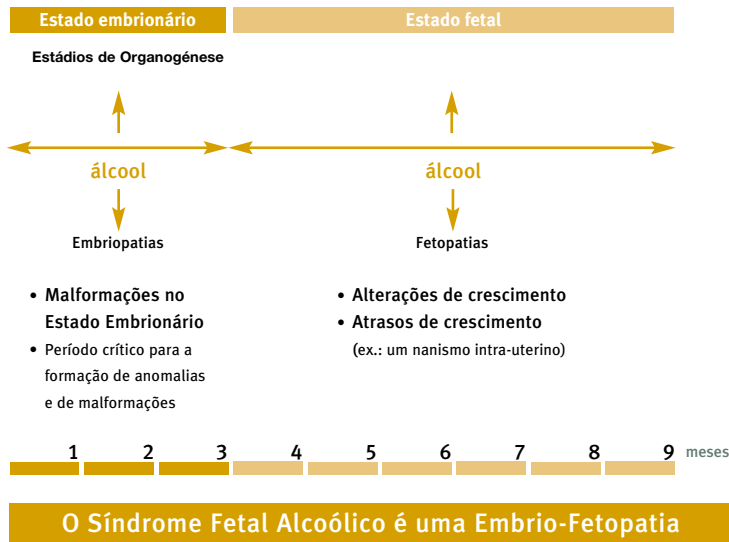 Estado embrionário
Estado fetal
Estádios de Organogénese
álcool
álcool
Embriopatias
Fetopatias
• Malformações no
Estado Embrionário
• Período crítico para a
formação de anomalias
e de malformações
• Alterações de crescimento
• Atrasos de crescimento
(ex.: um nanismo intra-uterino)
1 2 3 4 5 6 7 8 9 meses
O Síndrome Fetal Alcoólico é uma Embrio-Fetopatia